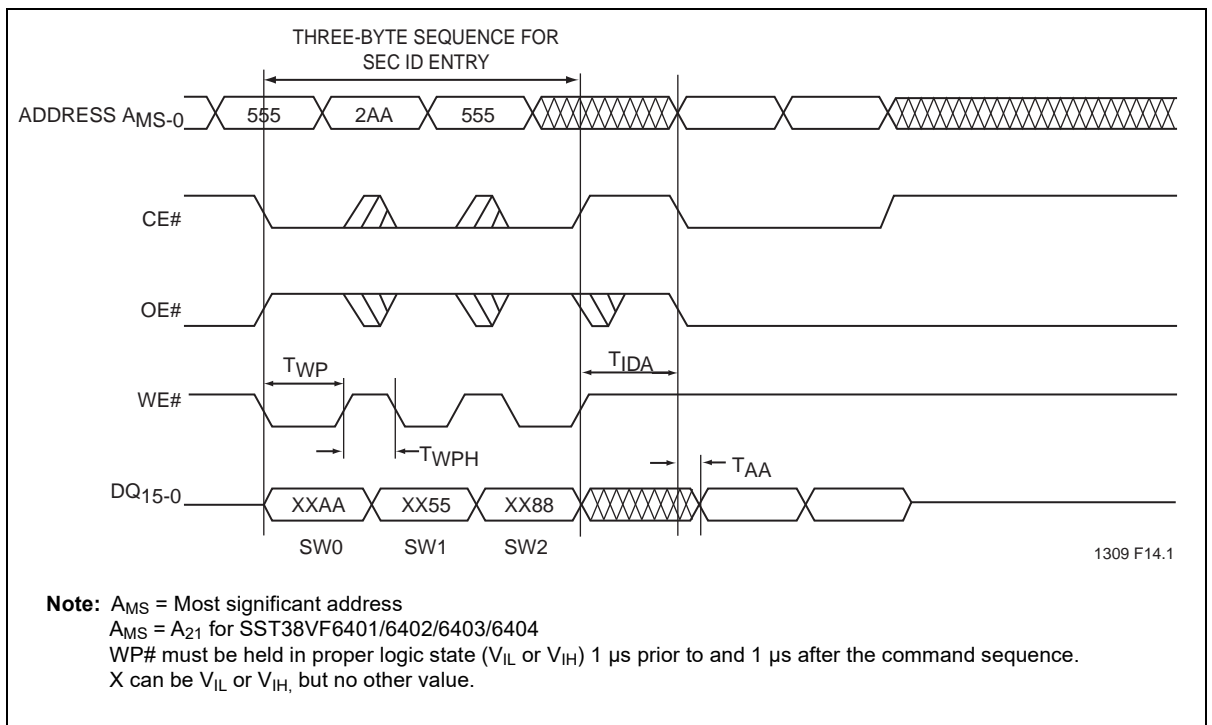 THREE-BYTE SEQUENCE FOR
SEC ID ENTRY
ADDRESS AMS-0
555
2AA
555
CE#
OE#
TWP
TIDA
WE#
TWPH
TAA
DQ15-0
XXAA
XX55
XX88
SW0
SW1
SW2
1309 F14.1
Note: AMS = Most significant address
AMS = A21 for SST38VF6401/6402/6403/6404
WP# must be held in proper logic state (VIL or VIH) 1 µs prior to and 1 µs after the command sequence.
X can be VIL or VIH, but no other value.